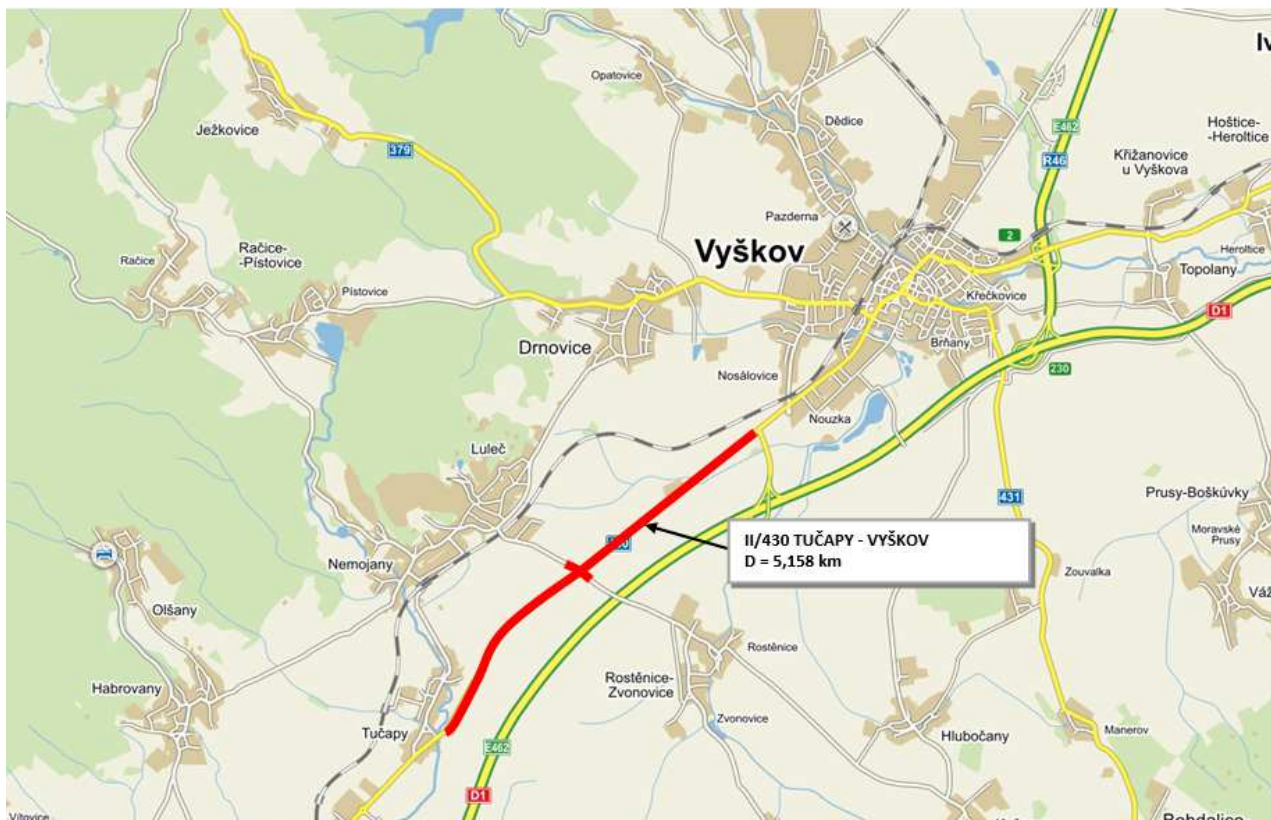 Iv
Opatovice
Ježkovice
Dědice
E462
Hoštice-
-Heroltice
379
R46
Křižanovice
u Vyškova
Pazderna
Račice-
-Pístovice
Račice
Vyškov
2
Heroltice
Topolany
Pístovice
Křečkovice
D1
Drnovice
Brňany
Nosálovice
230
Nouzka
Luleč
431
Prusy-Boškůvky
II/430 TUČAPY - VYŠKOV
D = 5,158 km
Moravské
Prusy
Nemojany
Zouvalka
Olšany
Rostěnice
Habrovany
Rostěnice-
Zvonovice
Zvonovice
Tučapy
Hlubočany
Manerov
E462
D1
Vítovice